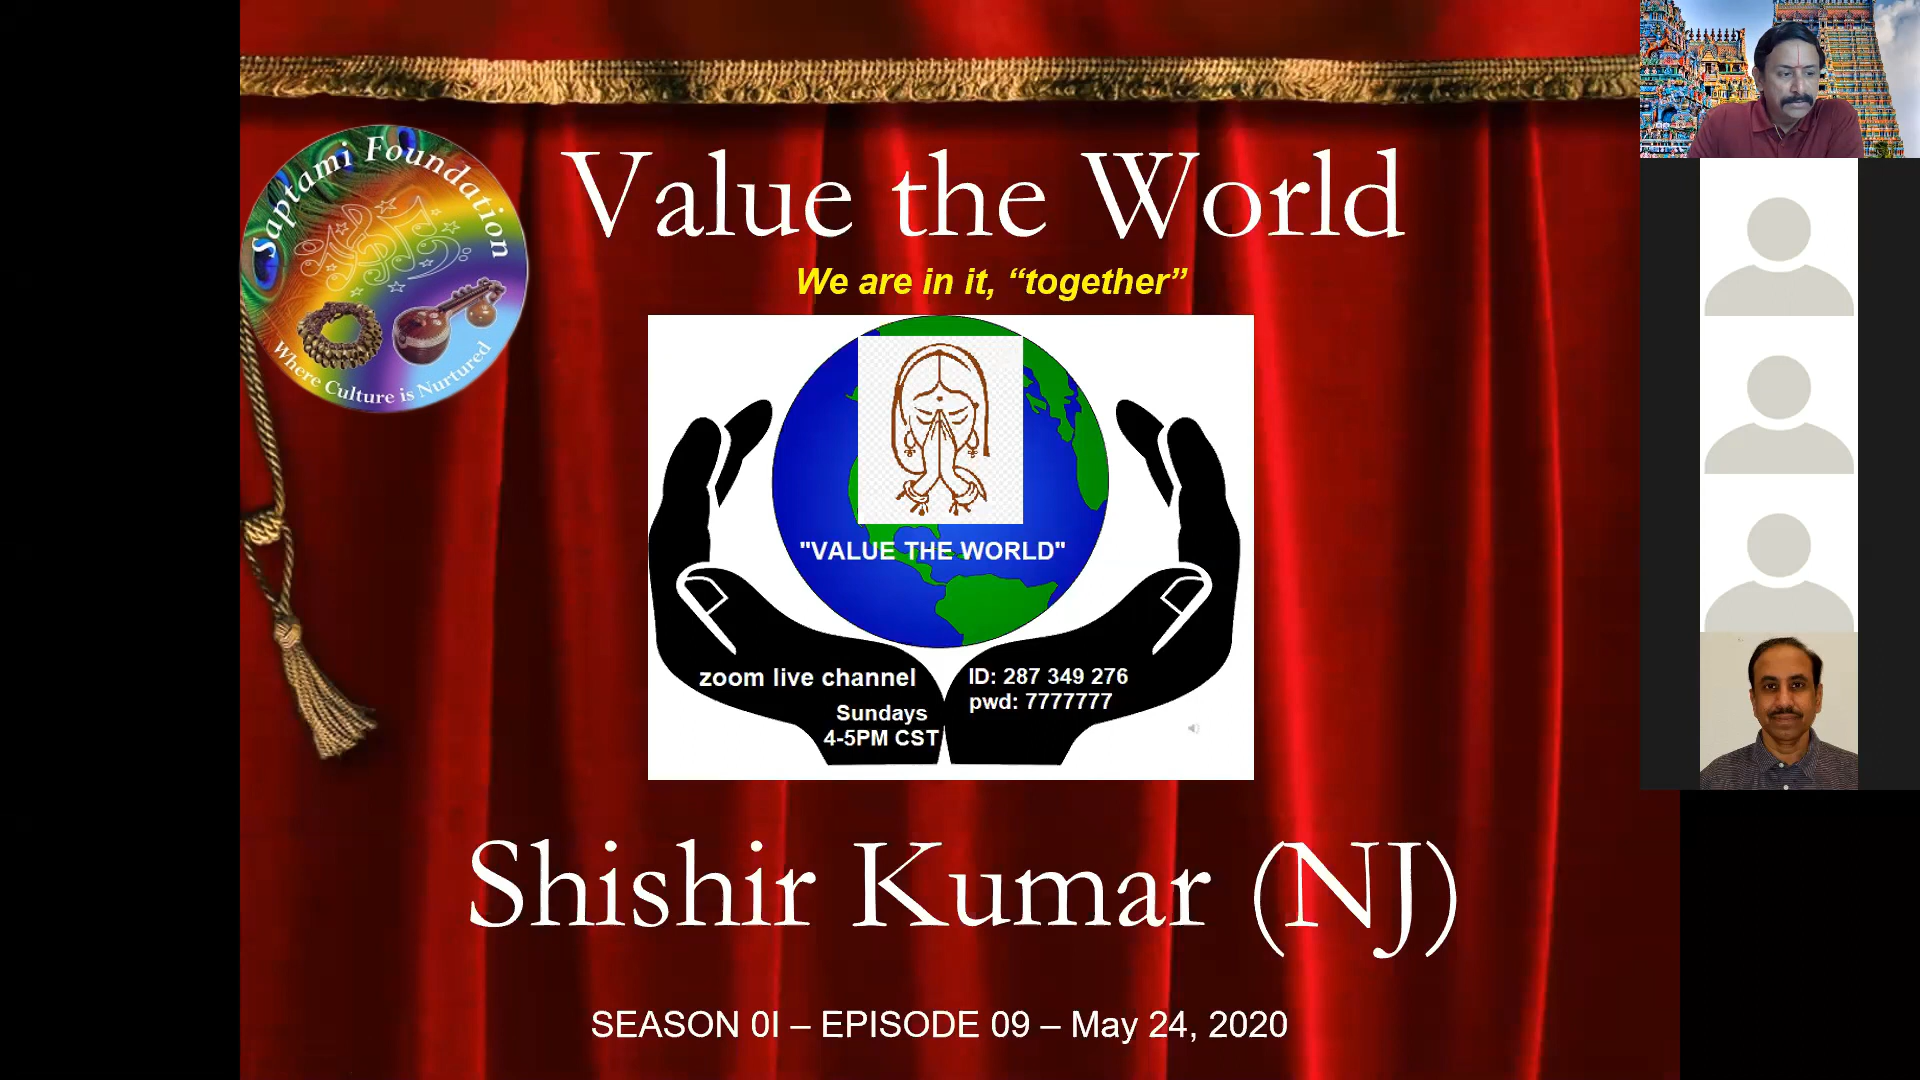 Saptami Foundation
Where Culture is Nurtured
Value the World
We are in it, “together”
"VALUE THE WORLD"
zoom live channel
Sundays
4-5PM CST
ID: 287 349 276
pwd: 7777777
Shishir Kumar (NJ)
SEASON 0I – EPISODE 09 – May 24, 2020